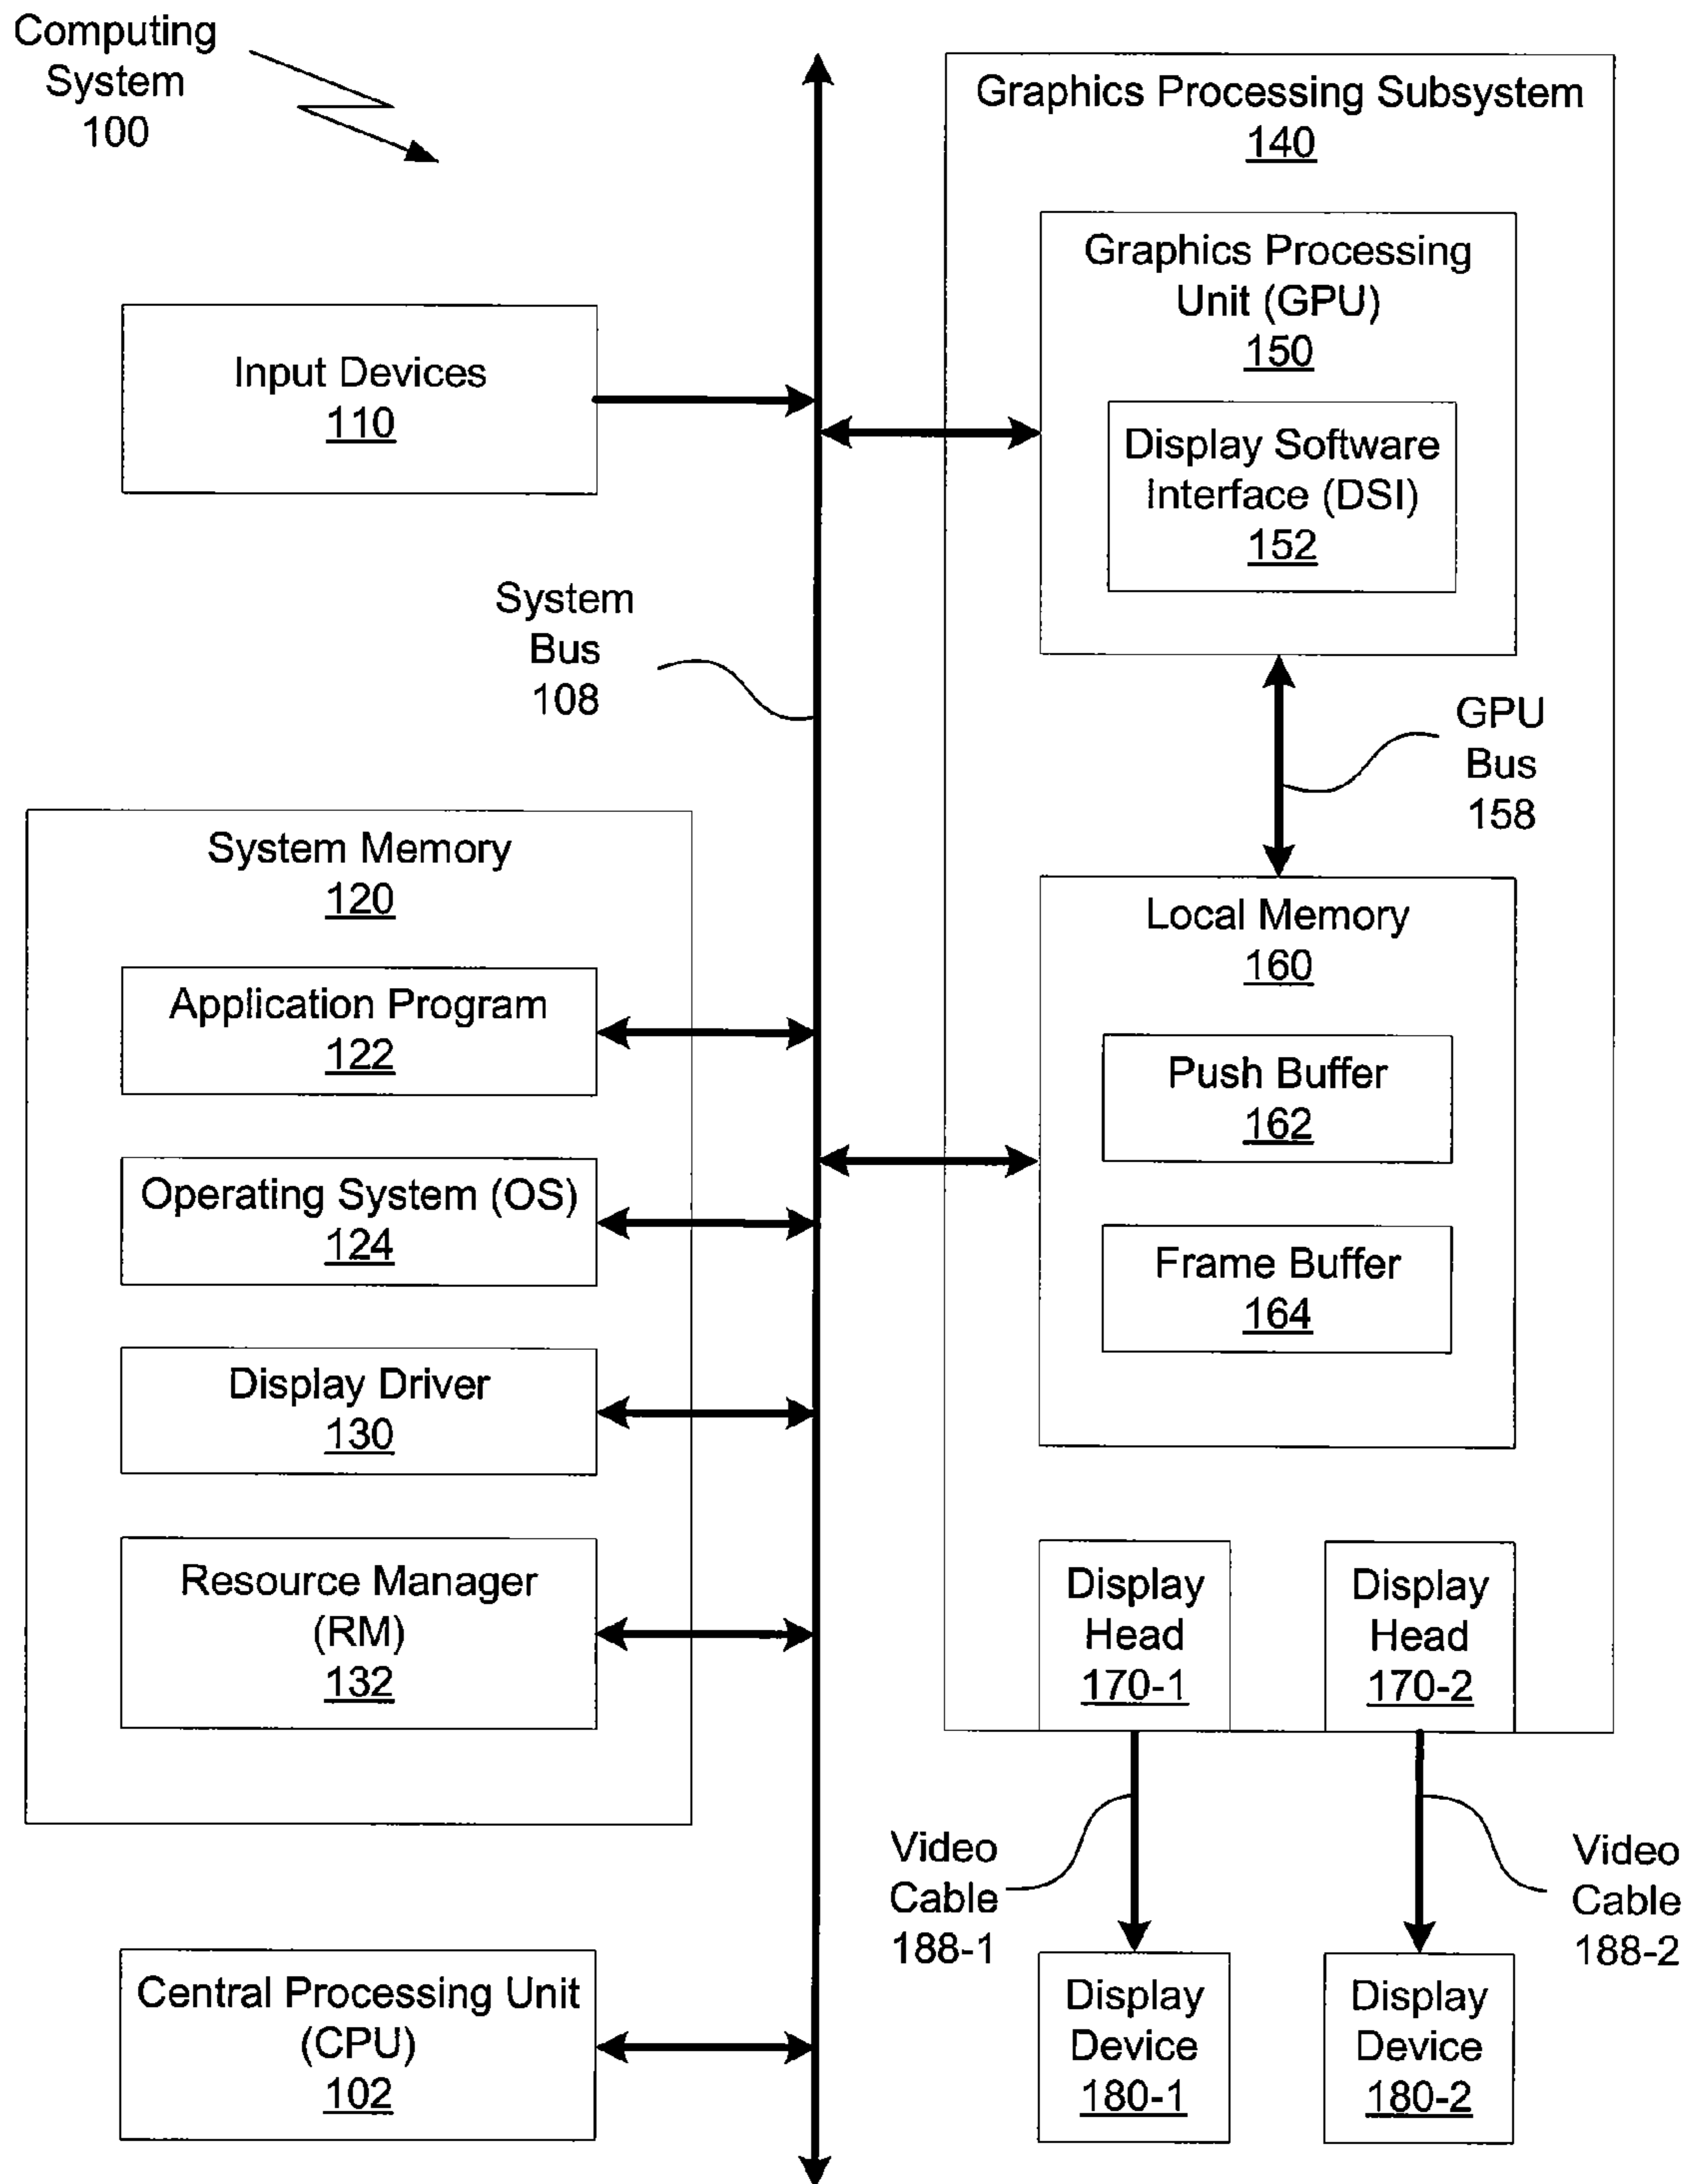 Computing
System
100
Graphics Processing Subsystem
140
Graphics Processing
Unit (GPU)
150
Display Software
Interface (DSI)
152
Input Devices
110
System
Bus
108
GPU
Bus
158
System Memory
120
Application Program
122
Operating System (OS)
124
Display Driver
130
Resource Manager
(RM)
132
Local Memory
160
Push Buffer
162
Frame Buffer
164
Display
Head
170-1
Display
Head
170-2
Video
Cable
188-1
Video
Cable
188-2
Central Processing Unit
(CPU)
102
Display
Device
180-1
Display
Device
180-2